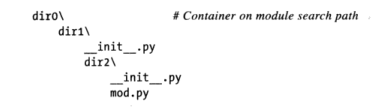 dir0\ # Container on module search path
dir1\
__init__.py
dir2\
__init__.py
mod.py